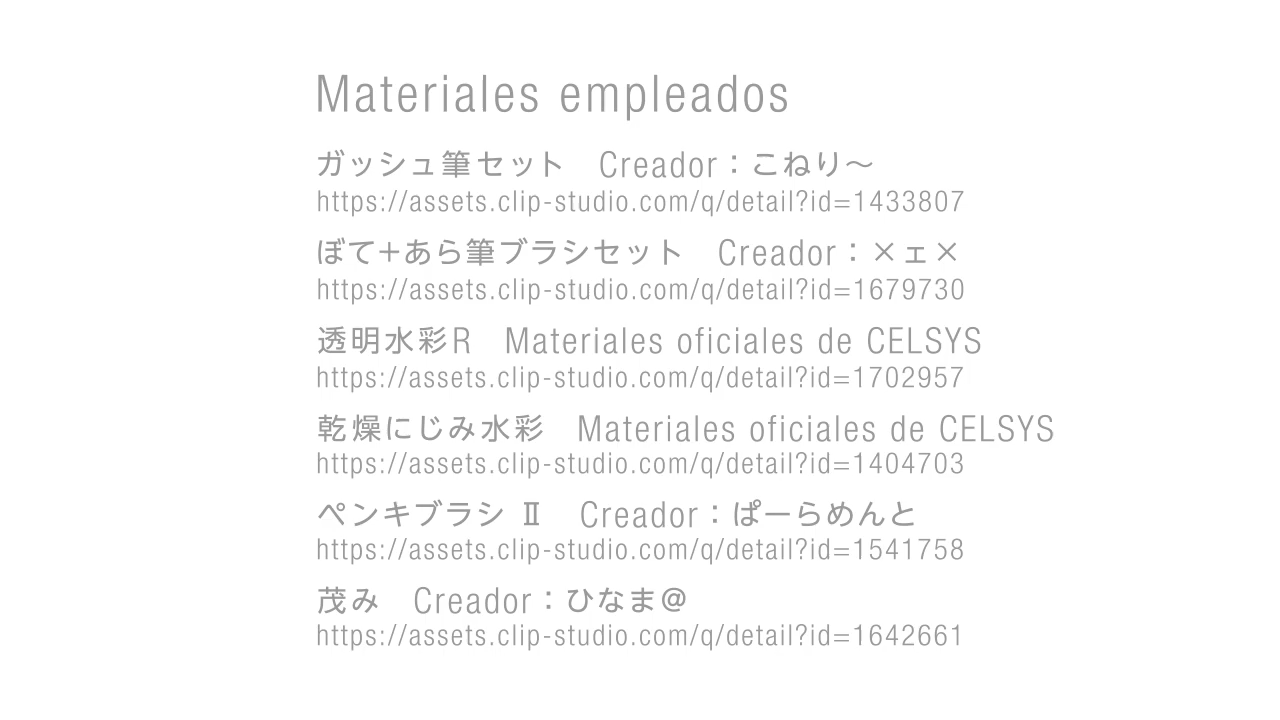 Materiales empleados
ガッシュ筆セット　Creador：こねり～
https://assets.clip-studio.com/q/detail?id=1433807
ぼて＋あら筆ブラシセット　Creador：×ェ×
https://assets.clip-studio.com/q/detail?id=1679730
透明水彩R　Materiales oficiales de CELSYS
https://assets.clip-studio.com/q/detail?id=1702957
乾燥にじみ水彩　Materiales oficiales de CELSYS
https://assets.clip-studio.com/q/detail?id=1404703
ペンキブラシ Ⅱ　Creador：ぱーらめんと
https://assets.clip-studio.com/q/detail?id=1541758
茂み　Creador：ひなま@
https://assets.clip-studio.com/q/detail?id=1642661